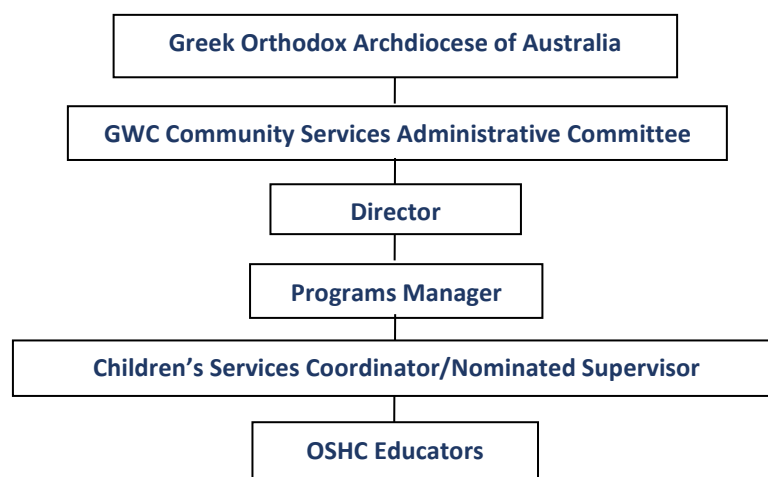 Greek Orthodox Archdiocese of Australia
GWC Community Services Administrative Committee
Director
Programs Manager
Children’s Services Coordinator/Nominated Supervisor
OSHC Educators